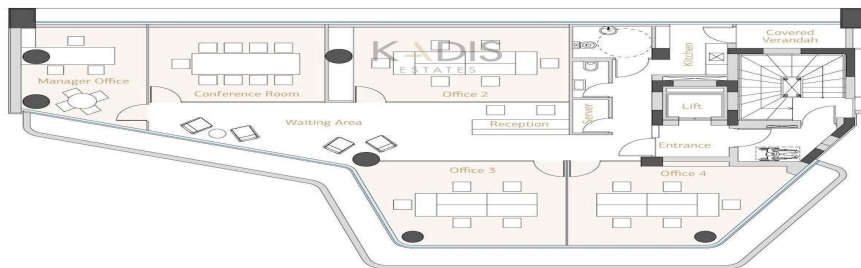 Covered
Verandah
KADIS
ESTATES
Kitchen
Manager Office
Conference Room
Office 2
Lift
Server
Waiting Area
Reception
Entrance
Office 3
Office 4